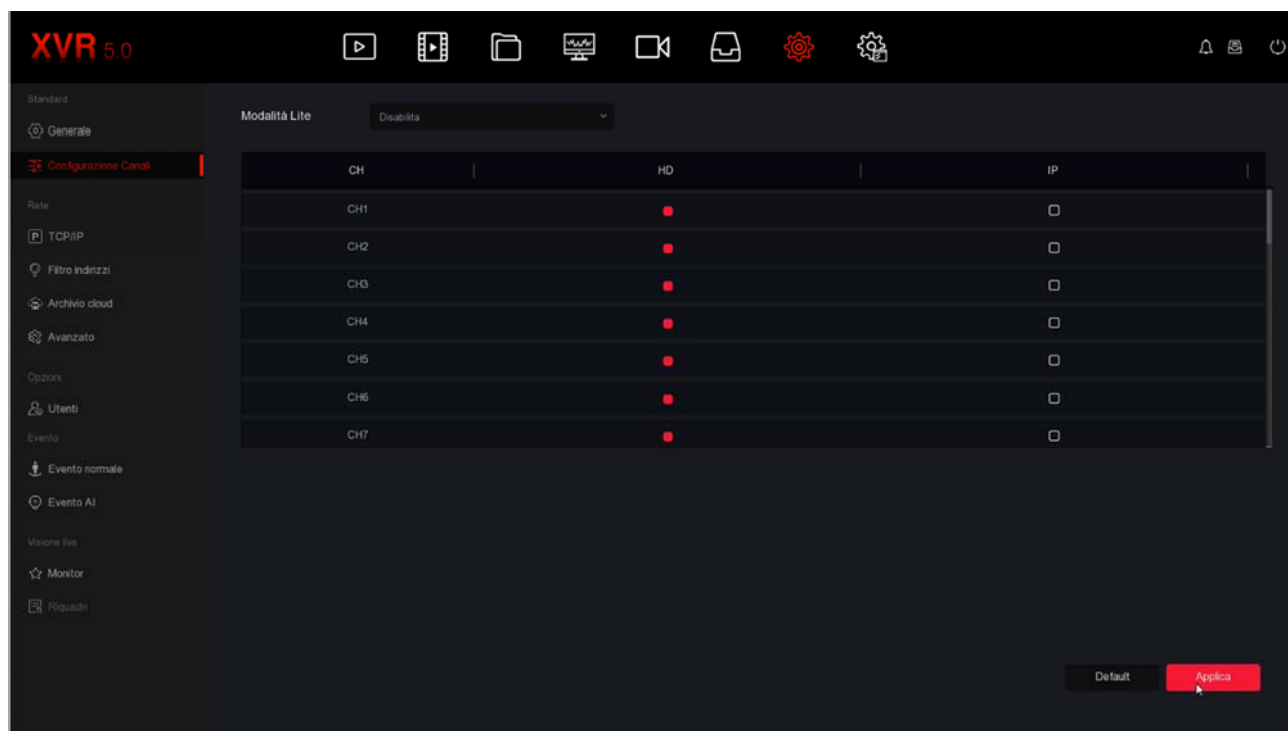 XVR 5.0
Standard
Generale
Configurazione Canali
Rete
P TCP/IP
Filtro indirizzi
Archivio cloud
Avanzato
Opzioni
Utenti
Evento
Evento normale
Evento AI
Visione live
Monitor
Riquadri
Modalità Lite Disabilita
CH HD IP
CH1
CH2
CH3
CH4
CH5
CH6
CH7
Default Applica